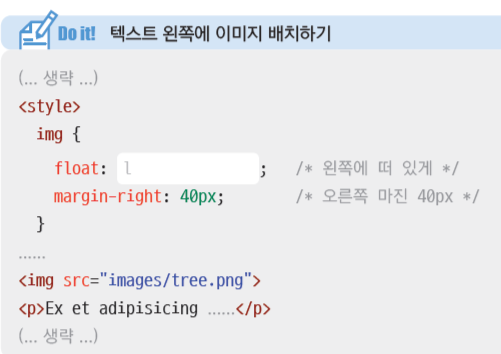 Do it! 텍스트 왼쪽에 이미지 배치하기
(... 생략 ...)
<style>
img {
float: l ; /* 왼쪽에 떠 있게 */
margin-right: 40px; /* 오른쪽 마진 40px */
}
......
<img src="images/tree.png">
<p>Ex et adipisicing ......</p>
(... 생략 ...)